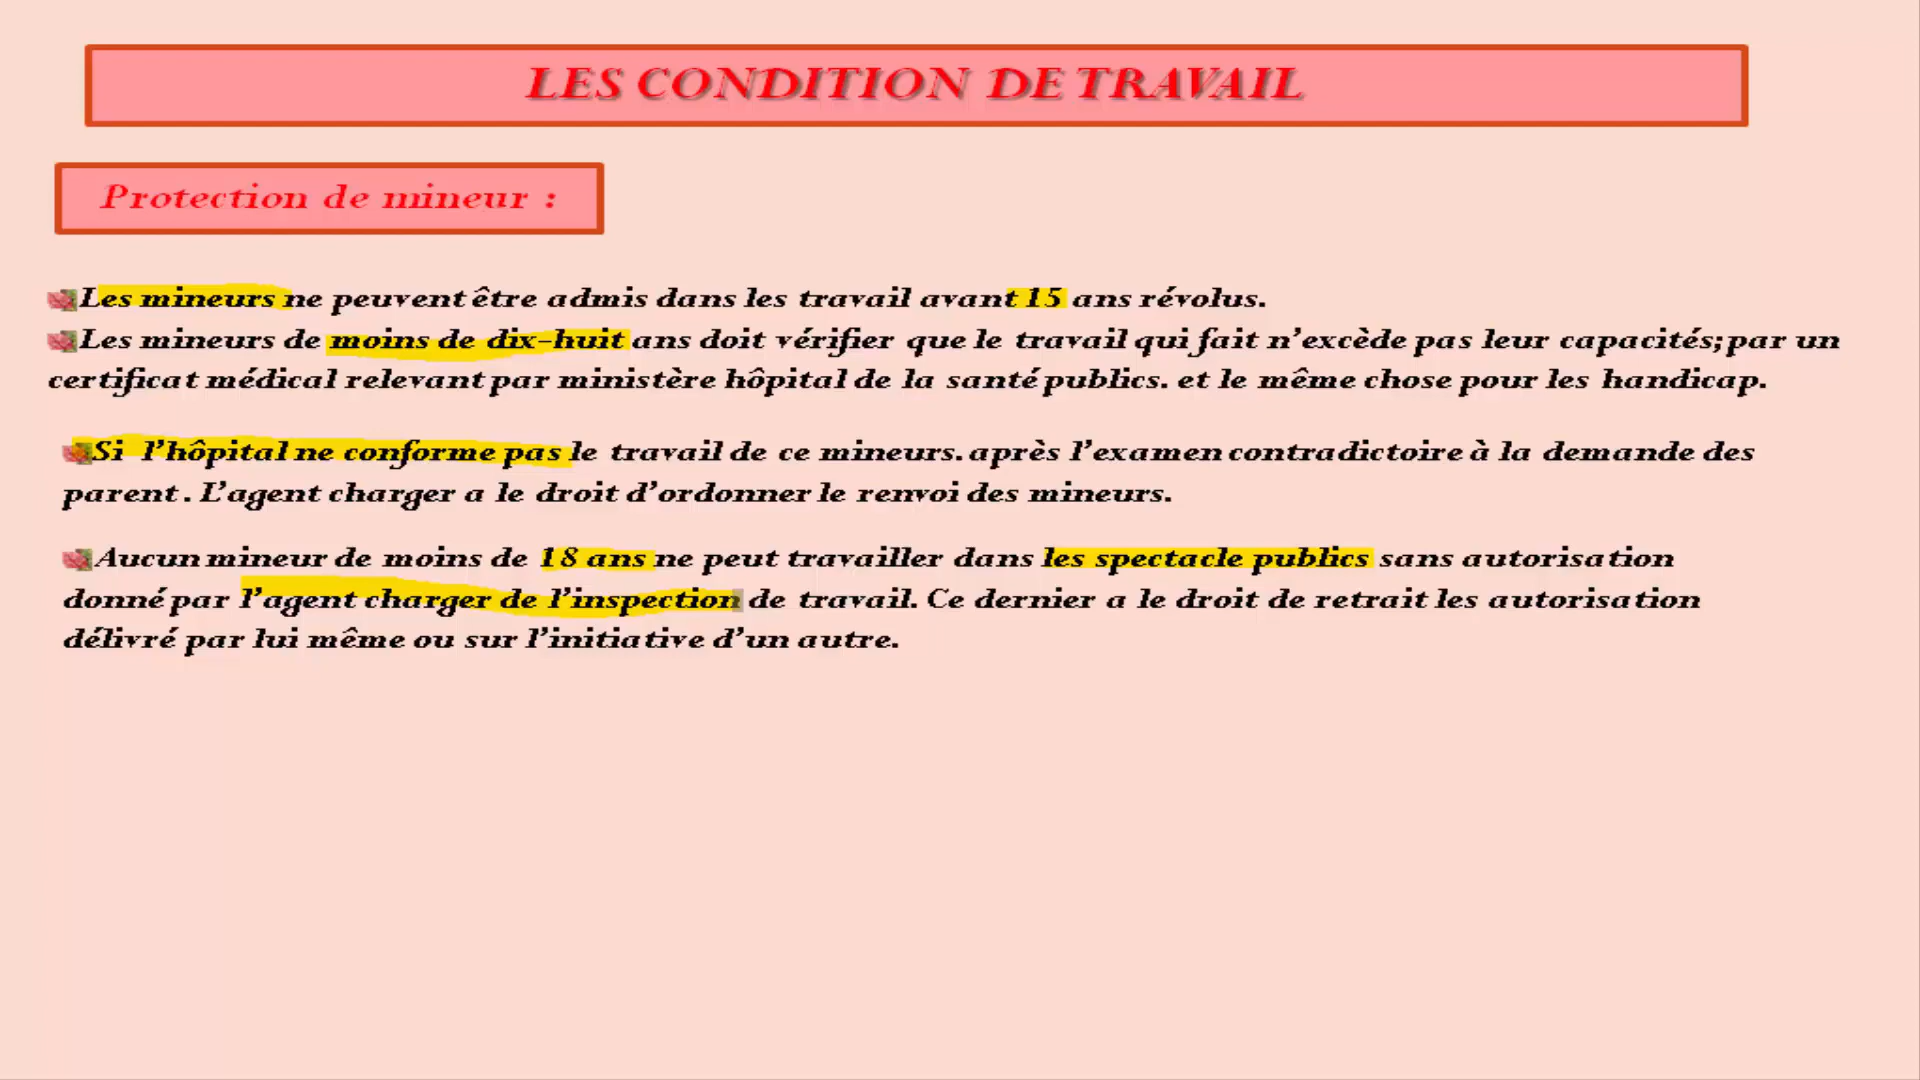 LES CONDITION DE TRAVAIL
Protection de mineur :
Les mineurs ne peuvent être admis dans les travail avant 15 ans révolus.
Les mineurs de moins de dix-huit ans doit vérifier que le travail qui fait n'excède pas leur capacités; par un
certificat médical relevant par ministère hôpital de la santé publics. et le même chose pour les handicap.
Si l'hôpital ne conforme pas le travail de ce mineurs. après l'examen contradictoire à la demande des
parent. L'agent charger a le droit d'ordonner le renvoi des mineurs.
Aucun mineur de moins de 18 ans ne peut travailler dans les spectacle publics sans autorisation
donné par l'agent charger de l'inspection de travail. Ce dernier a le droit de retrait les autorisation
délivré par lui même ou sur l'initiative d'un autre.